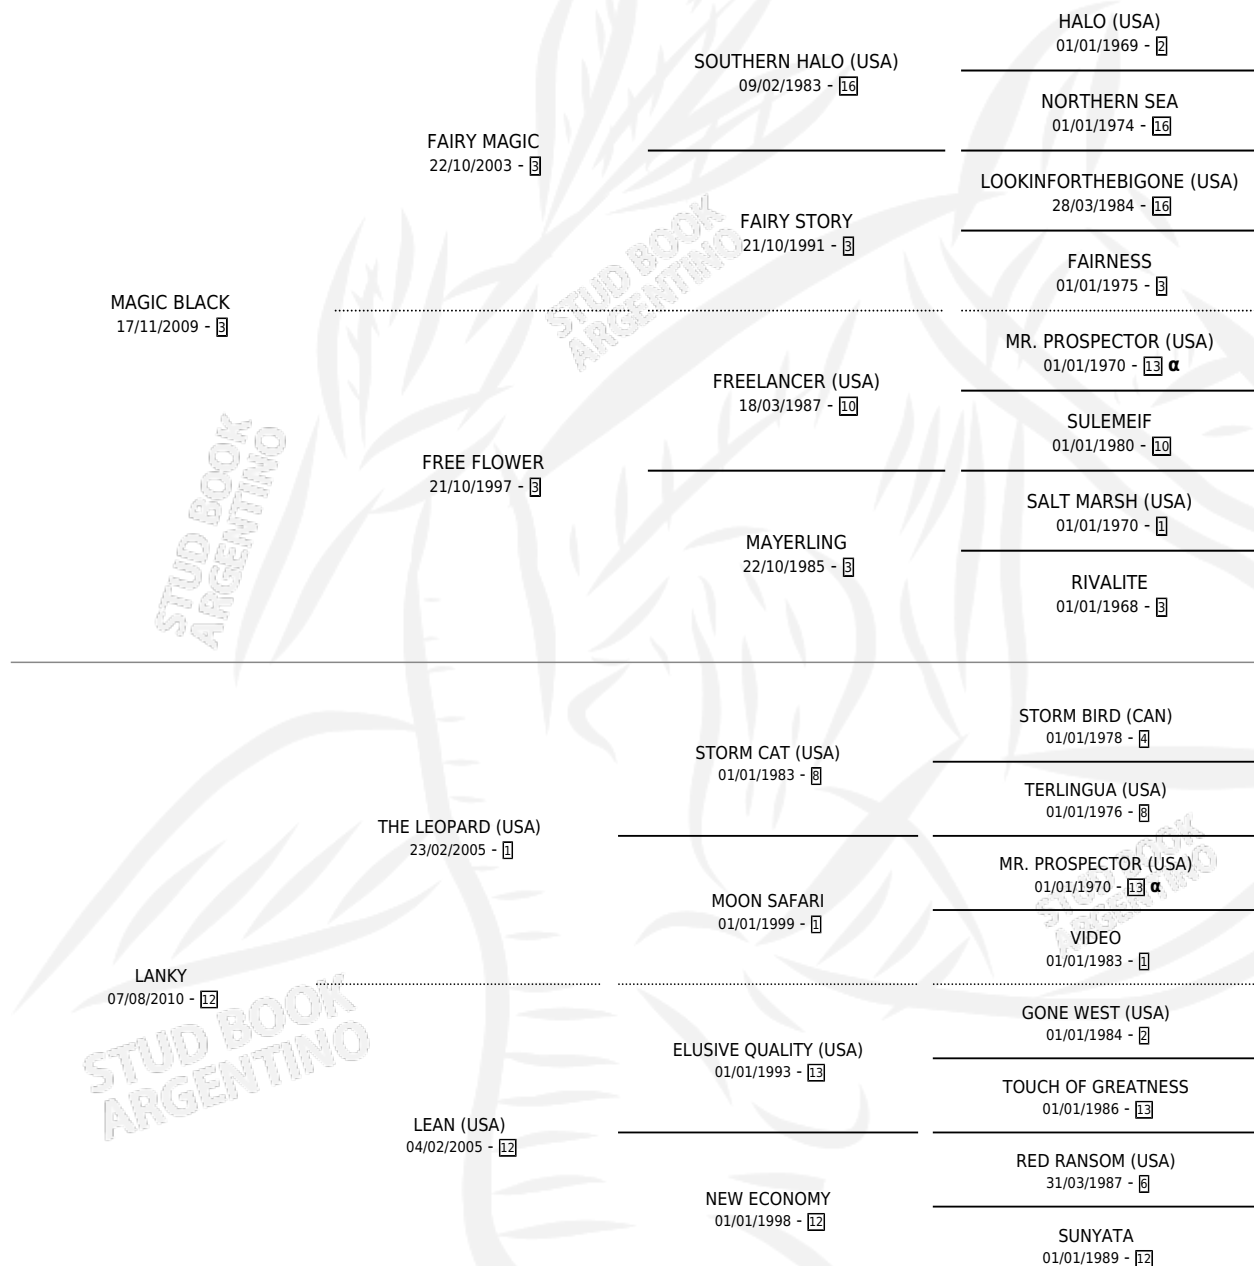 HALO (USA)
01/01/1969 - 2
SOUTHERN HALO (USA)
09/02/1983 - 16
NORTHERN SEA
01/01/1974 - 16
FAIRY MAGIC
22/10/2003 - 3
LOOKINFORTHEBIGONE (USA)
28/03/1984 - 16
FAIRY STORY
21/10/1991 - 3
FAIRNESS
01/01/1975 - 3
MAGIC BLACK
17/11/2009 - 3
MR. PROSPECTOR (USA)
01/01/1970 - 13 α
FREELANCER (USA)
18/03/1987 - 10
SULEMEIF
01/01/1980 - 10
FREE FLOWER
21/10/1997 - 3
SALT MARSH (USA)
01/01/1970 - 1
MAYERLING
22/10/1985 - 3
RIVALITE
01/01/1968 - 3
STUD BOOK
ARGENTINO
STUD BOOK
ARGENTINO
STORM BIRD (CAN)
01/01/1978 - 4
STORM CAT (USA)
01/01/1983 - 8
TERLINGUA (USA)
01/01/1976 - 8
THE LEOPARD (USA)
23/02/2005 - 1
MR. PROSPECTOR (USA)
01/01/1970 - 13 α
MOON SAFARI
01/01/1999 - 1
VIDEO
01/01/1983 - 1
LANKY
07/08/2010 - 12
GONE WEST (USA)
01/01/1984 - 2
ELUSIVE QUALITY (USA)
01/01/1993 - 13
TOUCH OF GREATNESS
01/01/1986 - 13
LEAN (USA)
04/02/2005 - 12
RED RANSOM (USA)
31/03/1987 - 6
NEW ECONOMY
01/01/1998 - 12
SUNYATA
01/01/1989 - 12
STUD BOOK
ARGENTINO
STUD BOOK
ARGENTINO